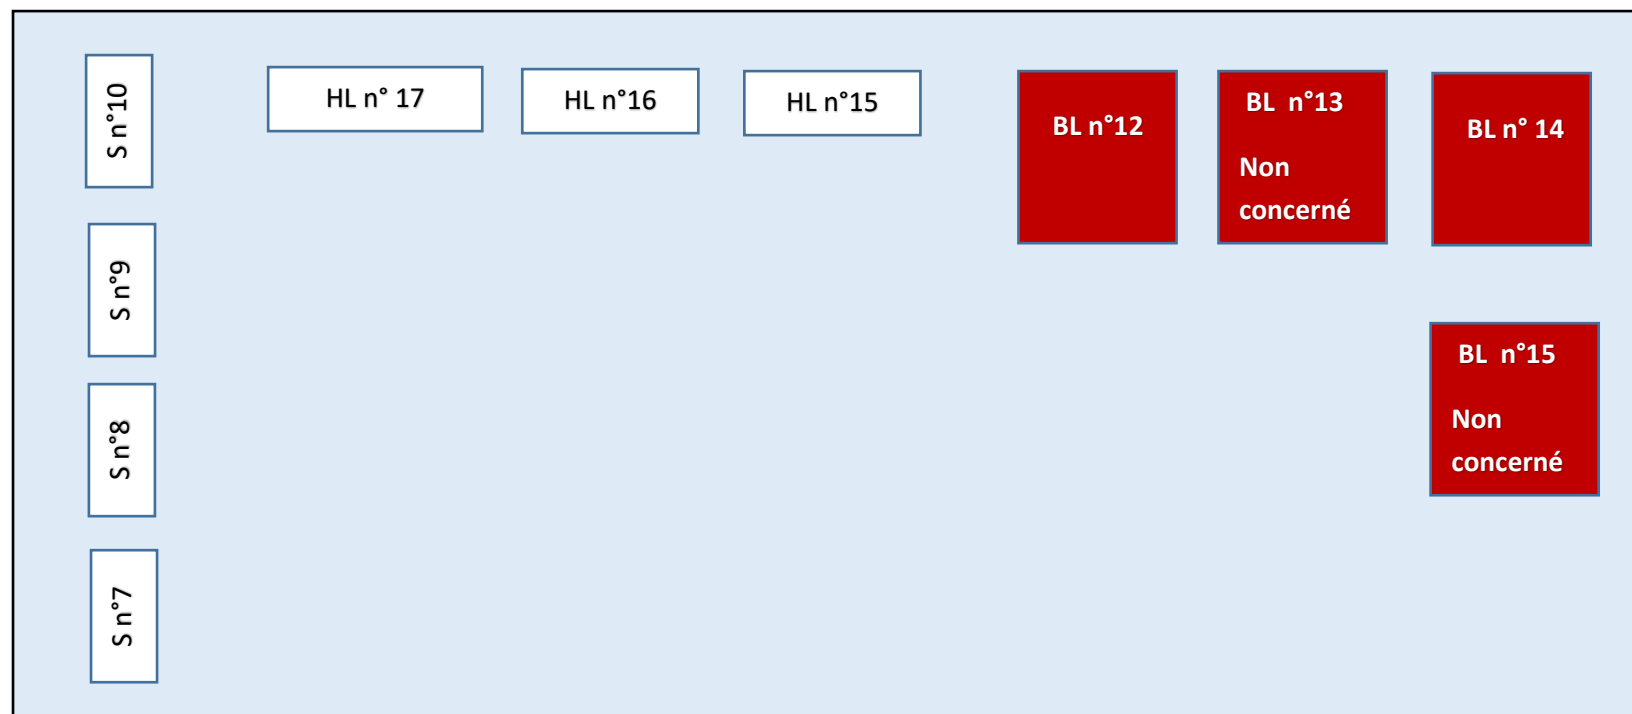 S n°10
HL n° 17
HL n°16
HL n°15
BL n°12
BL n°13
Non
concerné
BL n° 14
S n°9
BL n°15
Non
concerné
S n°8
S n°7